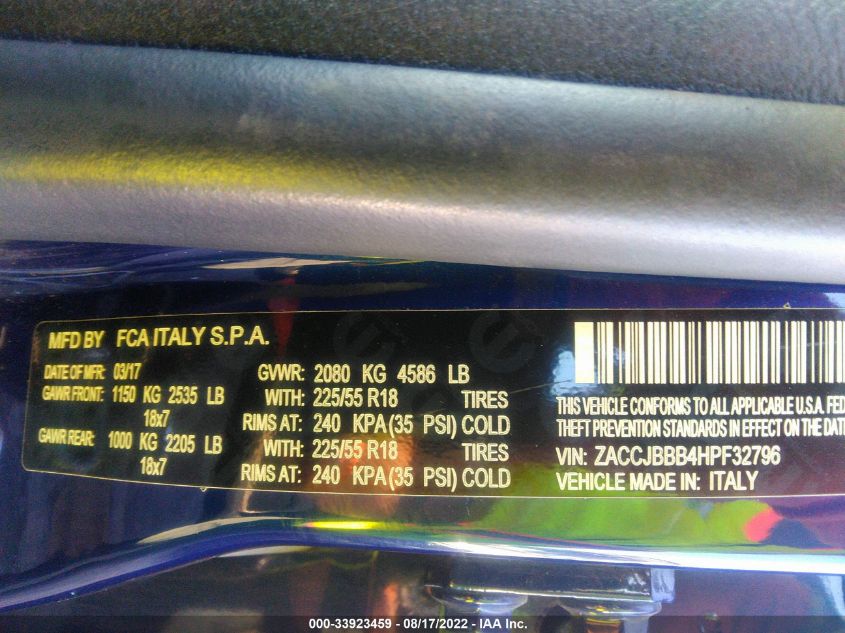 MFD BY FCA ITALY S.P.A.
DATE OF MFR: 03/17 GVWR: 2080 KG 4586 LB
GAWR FRONT: 1150 KG 2535 LB WITH: 225/55 R18 TIRES
18x7 RIMS AT: 240 KPA(35 PSI) COLD
GAWR REAR: 1000 KG 2205 LB WITH: 225/55 R18 TIRES
18x7 RIMS AT: 240 KPA(35 PSI) COLD
THIS VEHICLE CONFORMS TO ALL APPLICABLE U.S.A. FED
THEFT PREVENTION STANDARDS IN EFFECT ON THE DATE
VIN: ZACCJBBB4HPF32796
VEHICLE MADE IN: ITALY
000-33923459 - 08/17/2022 - IAA Inc.